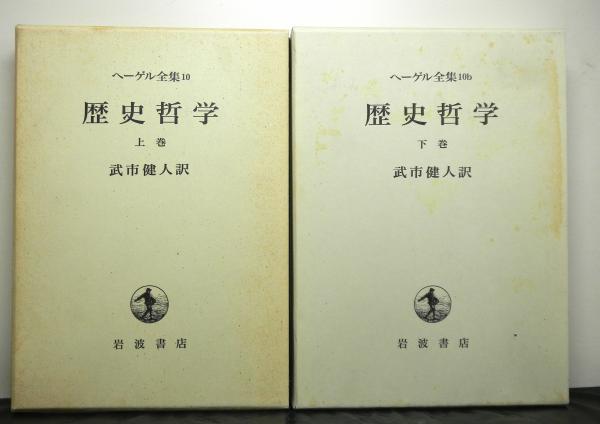 ヘーゲル全集10
歴史哲学
上巻
武市健人訳
岩波書店
ヘーゲル全集10b
歴史哲学
下巻
武市健人訳
岩波書店